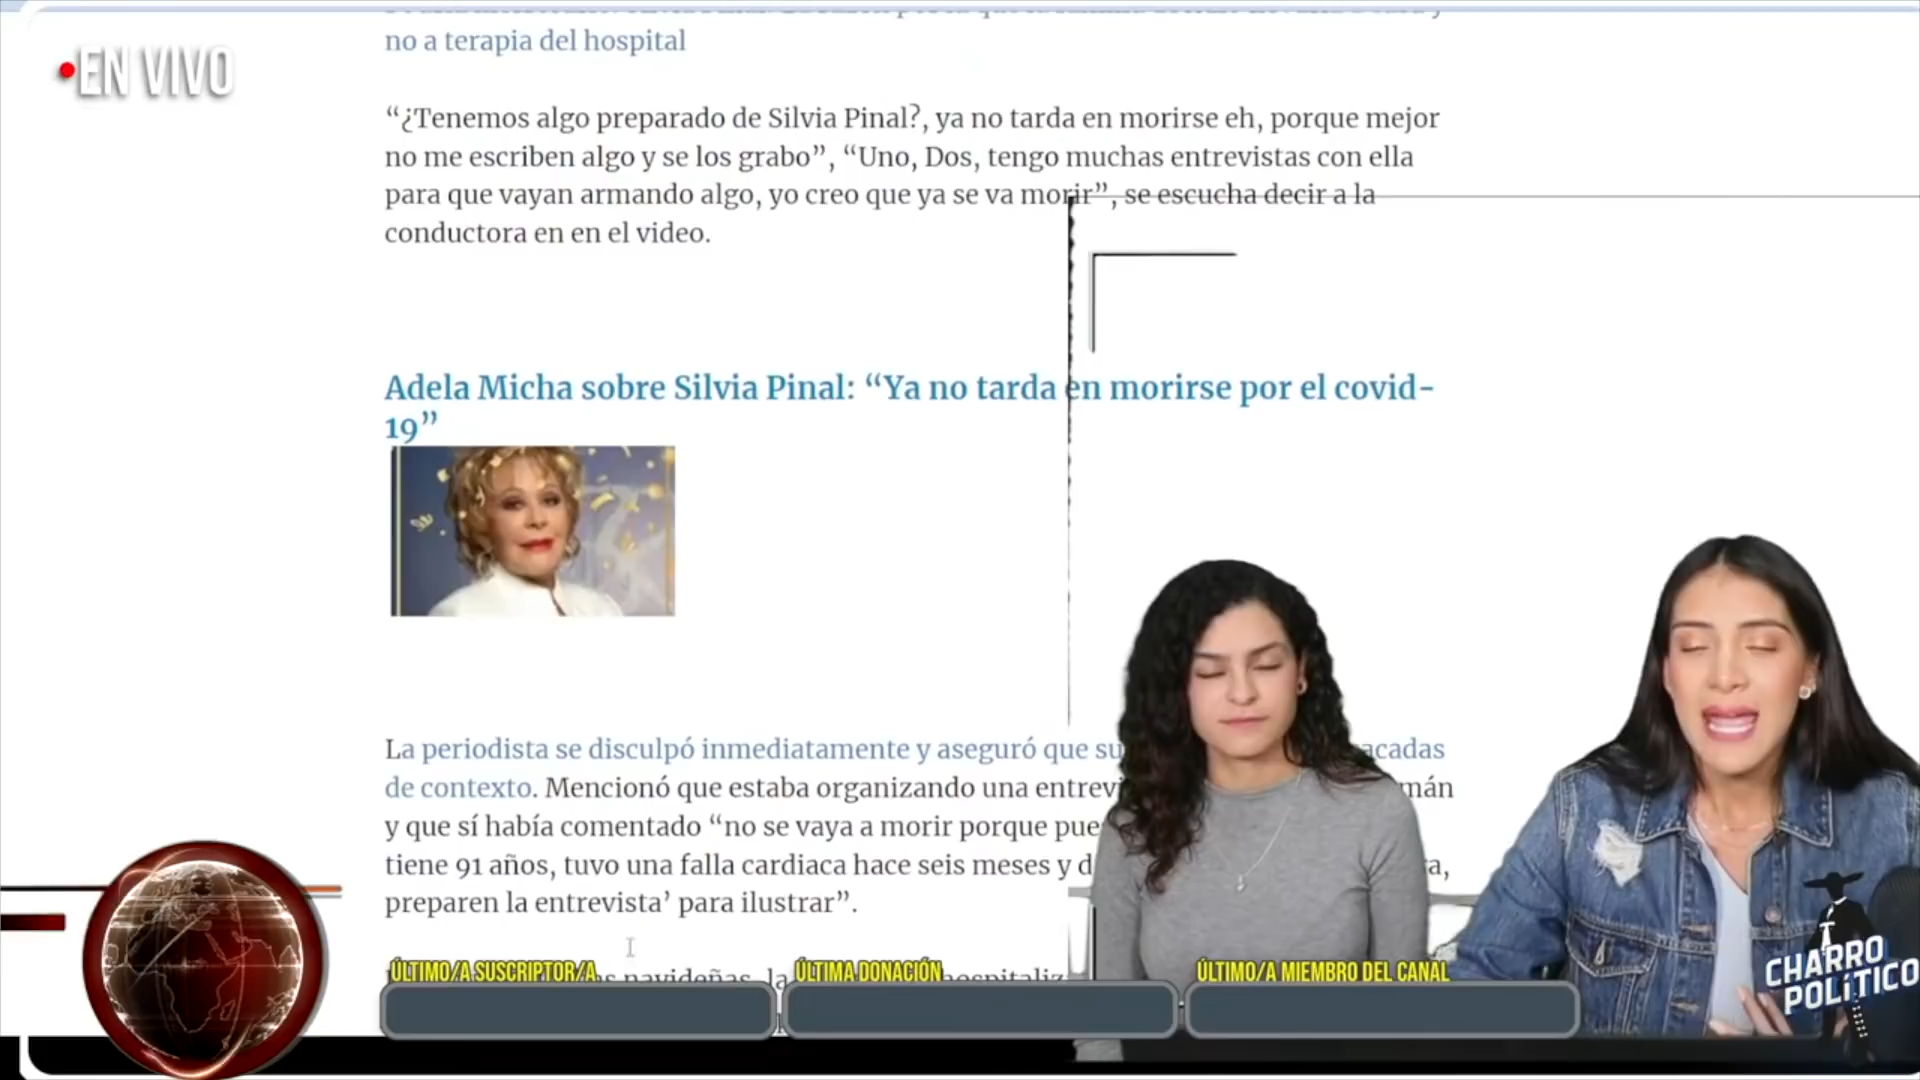 no a terapia del hospital
•EN VIVO
“¿Tenemos algo preparado de Silvia Pinal?, ya no tarda en morirse eh, porque mejor
no me escriben algo y se los grabo”, “Uno, Dos, tengo muchas entrevistas con ella
para que vayan armando algo, yo creo que ya se va morir”, se escucha decir a la
conductora en en el video.
Adela Micha sobre Silvia Pinal: “Ya no tarda en morirse por el covid-
19”
La periodista se disculpó inmediatamente y aseguró que su acadas
de contexto. Mencionó que estaba organizando una entrevi mán
y que sí había comentado “no se vaya a morir porque pue
tiene 91 años, tuvo una falla cardiaca hace seis meses y d a,
preparen la entrevista’ para ilustrar”.
s navideñas, la hospitaliz
ÚLTIMO/A SUSCRIPTOR/A
ÚLTIMA DONACIÓN
ÚLTIMO/A MIEMBRO DEL CANAL
CHARRO
POLÍTICO